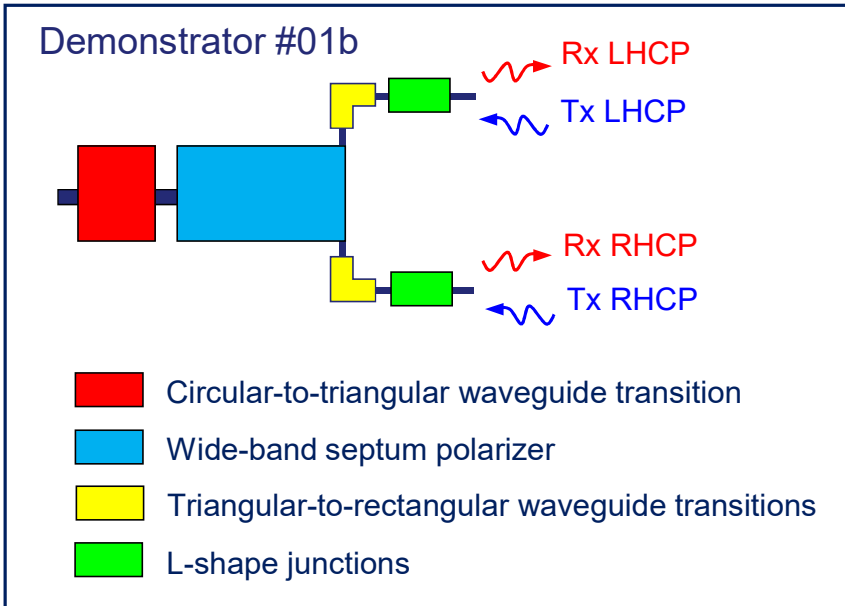 Demonstrator #01b
Rx LHCP
Tx LHCP
Rx RHCP
Tx RHCP
Circular-to-triangular waveguide transition
Wide-band septum polarizer
Triangular-to-rectangular waveguide transitions
L-shape junctions